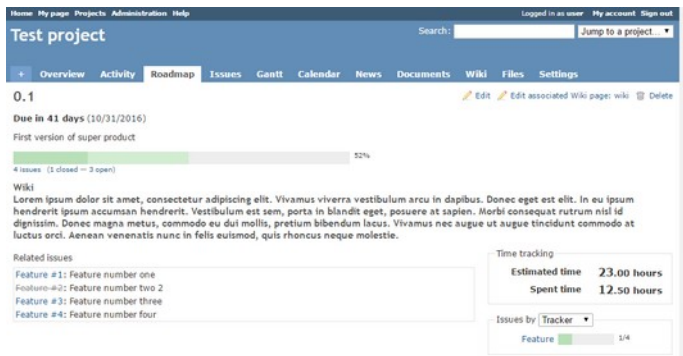 Home My page Projects Administration Help Logged in as user My account Sign out
Test project Search: Jump to a project...
+ Overview Activity Roadmap Issues Gantt Calendar News Documents Wiki Files Settings
0.1 Edit Edit associated Wiki page: wiki Delete
Due in 41 days (10/31/2016)
First version of super product
52%
4 issues (1 closed — 3 open)
Wiki
Lorem ipsum dolor sit amet, consectetur adipiscing elit. Vivamus viverra vestibulum arcu in dapibus. Donec eget est elit. In eu ipsum
hendrerit ipsum accumsan hendrerit. Vestibulum est sem, porta in blandit eget, posuere at sapien. Morbi consequat rutrum nisl id
dignissim. Donec magna metus, commodo eu dui mollis, pretium bibendum lacus. Vivamus nec augue ut augue tincidunt commodo at
luctus orci. Aenean venenatis nunc in felis euismod, quis rhoncus neque molestie.
Related issues
Feature #1: Feature number one
Feature #2: Feature number two 2
Feature #3: Feature number three
Feature #4: Feature number four
Time tracking
Estimated time 23.00 hours
Spent time 12.50 hours
Issues by Tracker
Feature 1/4